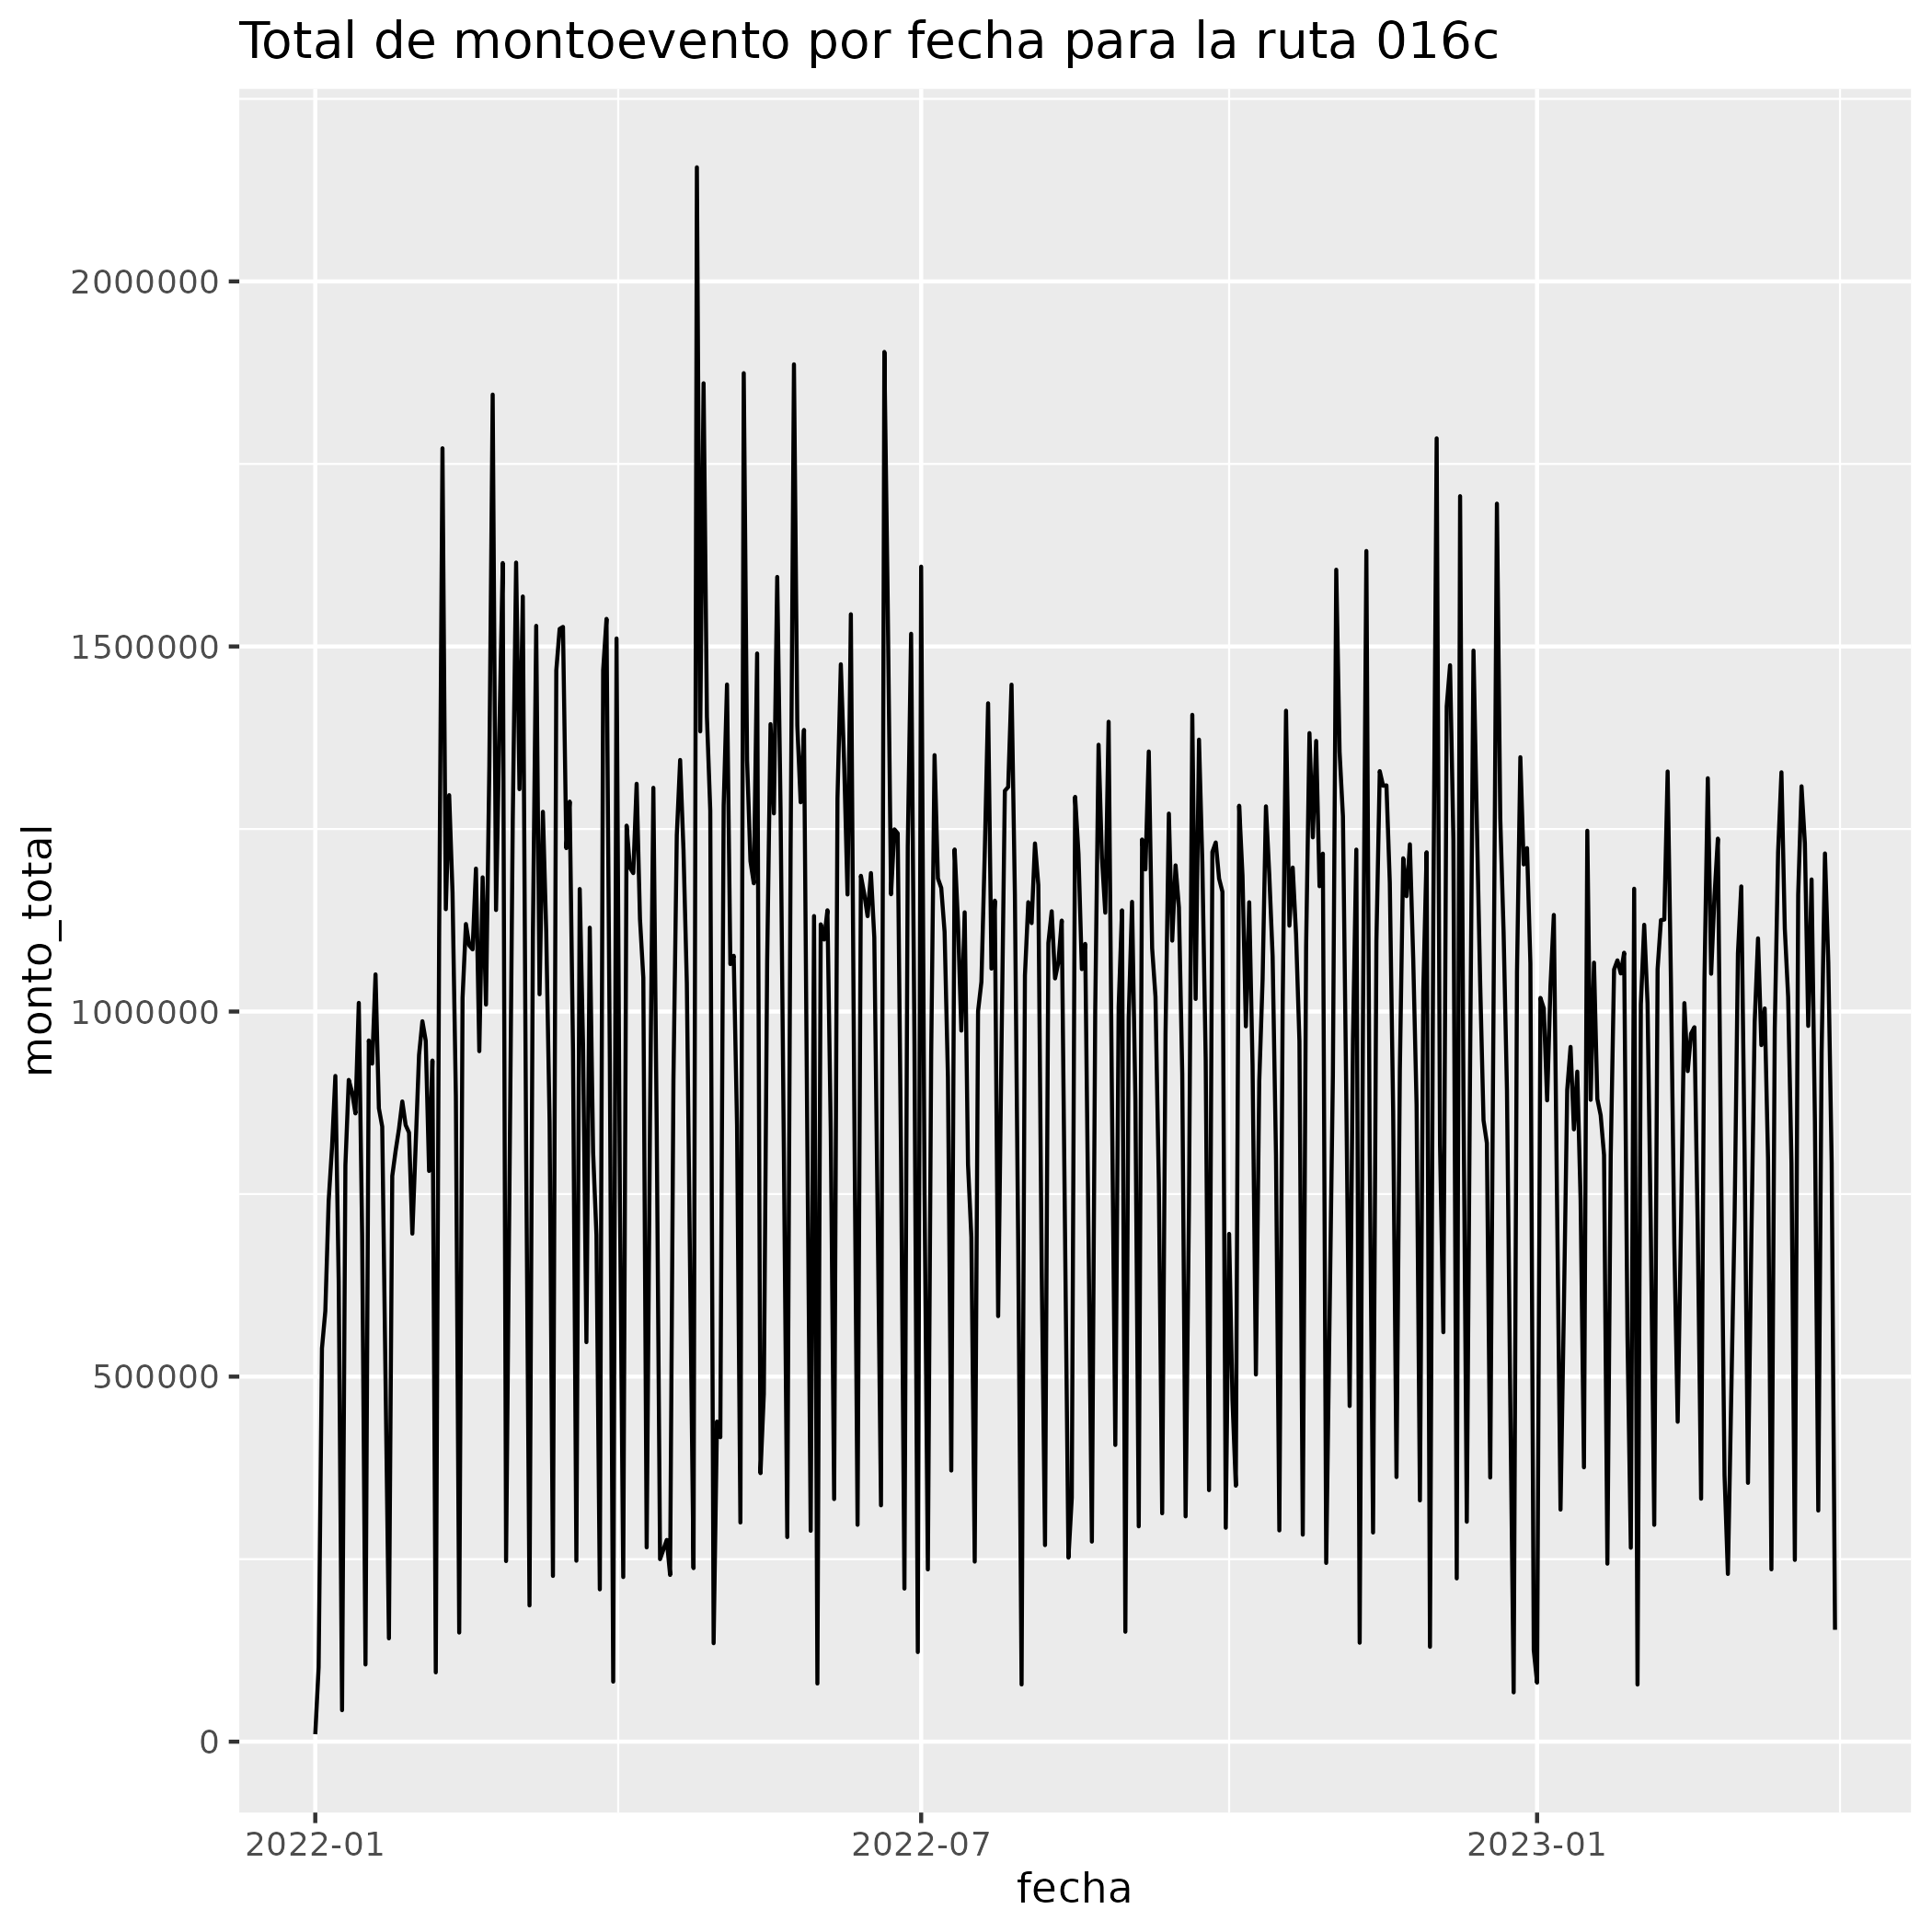 Total de montoevento por fecha para la ruta 016c
monto_total
2000000
1500000
1000000
500000
0
2022-01
2022-07
2023-01
fecha